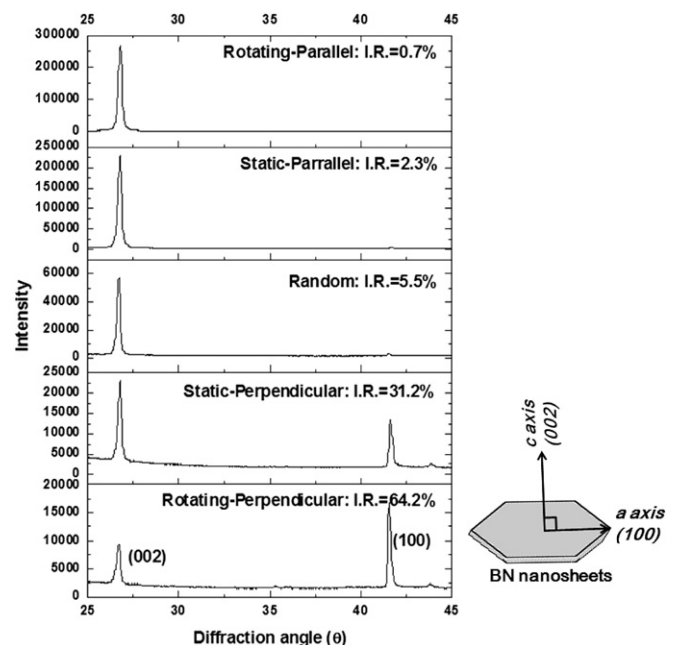 25 30 35 40 45
300000
Rotating-Parallel: I.R.=0.7%
200000
100000
0
250000
Static-Parrallel: I.R.=2.3%
200000
150000
100000
50000
0
60000
Random: I.R.=5.5%
40000
20000
0
25000
Static-Perpendicular: I.R.=31.2%
20000
15000
10000
5000
0
20000
Rotating-Perpendicular: I.R.=64.2%
15000
10000
(002)
(100)
5000
0
25 30 35 40 45
Intensity
Diffraction angle (θ)
c axis
(002)
a axis
(100)
BN nanosheets